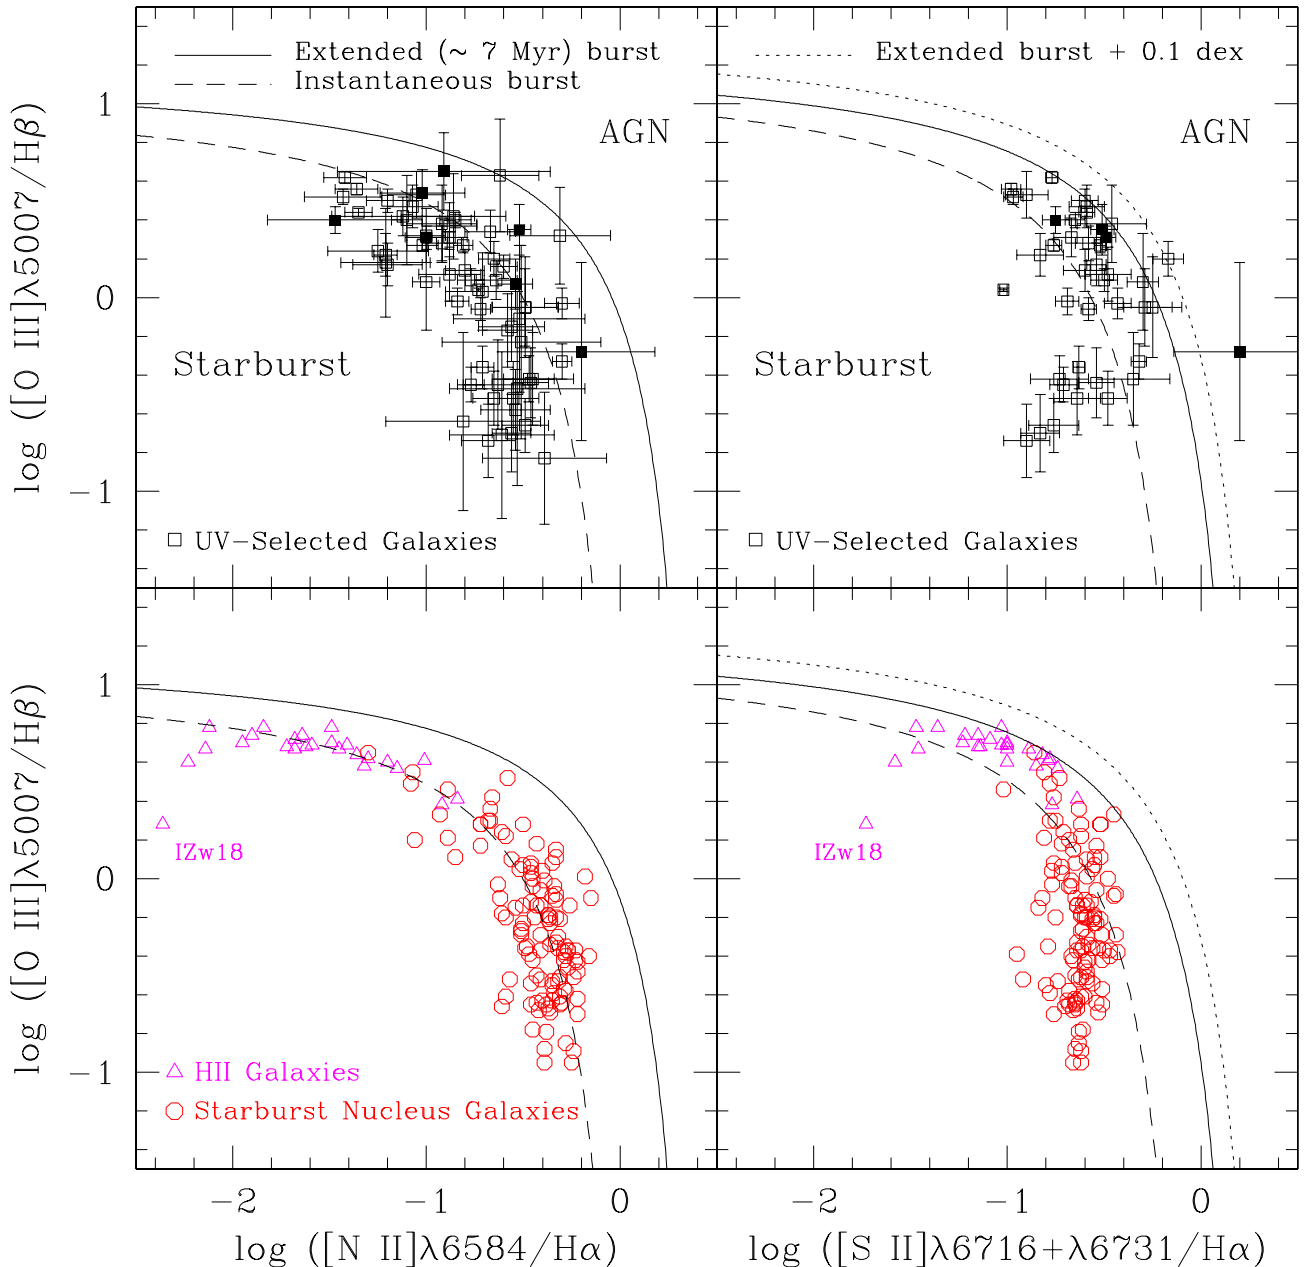 Extended (~ 7 Myr) burst
Instantaneous burst
AGN
Starburst
UV-Selected Galaxies
1
0
-1
log ([O III]λ5007/Hβ)
Extended burst + 0.1 dex
AGN
Starburst
UV-Selected Galaxies
IZw18
HII Galaxies
Starburst Nucleus Galaxies
1
0
-1
log ([O III]λ5007/Hβ)
-2 -1 0
log ([N II]λ6584/Hα)
IZw18
-2 -1 0
log ([S II]λ6716+λ6731/Hα)